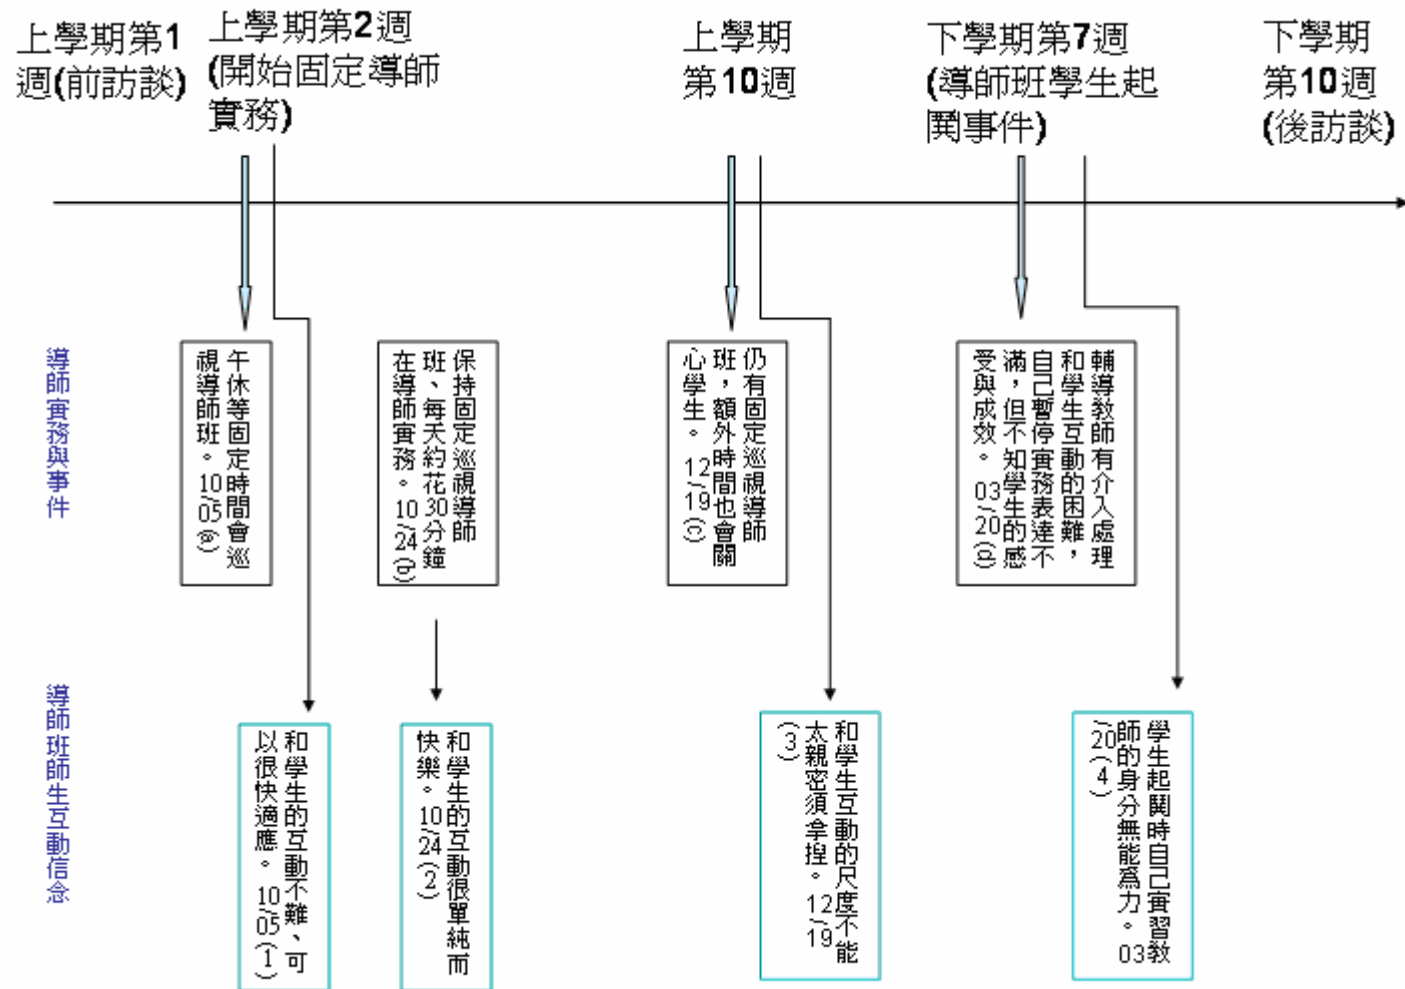 上學期第1
週(前訪談)
上學期第2週
(開始固定導師
實務)
上學期
第10週
下學期第7週
(導師班學生起
鬨事件)
下學期
第10週
(後訪談)
導師實務與事件
午休等固定時間會巡
視導師班。10/05(a)
保持固定巡視導師
班、每天約花30分鐘
在導師實務。10/24(b)
仍有固定巡視導師
班，額外時間也會關
心學生。12/19(c)
輔導教師有介入處理
和學生互動的困難，
自己暫停實務表達不
滿，但不知學生的感
受與成效。03/20(d)
導師班師生互動信念
和學生的互動不難、可
以很快適應。10/05(1)
和學生的互動很單純而
快樂。10/24(2)
和學生互動的尺度不能
太親密須拿捏。12/19
(3)
學生起鬨時自己實習教
師的身分無能為力。03
/20(4)